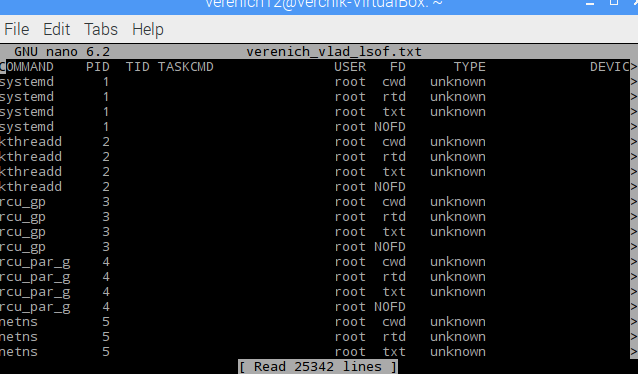 verenich12@verchik-VirtualBox: ~
File Edit Tabs Help
GNU nano 6.2 verenich_vlad_lsof.txt
COMMAND PID TID TASKCMD USER FD TYPE DEVIC>
systemd 1 root cwd unknown >
systemd 1 root rtd unknown >
systemd 1 root txt unknown >
systemd 1 root NOFD >
kthreadd 2 root cwd unknown >
kthreadd 2 root rtd unknown >
kthreadd 2 root txt unknown >
kthreadd 2 root NOFD >
rcu_gp 3 root cwd unknown >
rcu_gp 3 root rtd unknown >
rcu_gp 3 root txt unknown >
rcu_gp 3 root NOFD >
rcu_par_g 4 root cwd unknown >
rcu_par_g 4 root rtd unknown >
rcu_par_g 4 root txt unknown >
rcu_par_g 4 root NOFD >
netns 5 root cwd unknown >
netns 5 root rtd unknown >
netns 5 root txt unknown >
[ Read 25342 lines ]